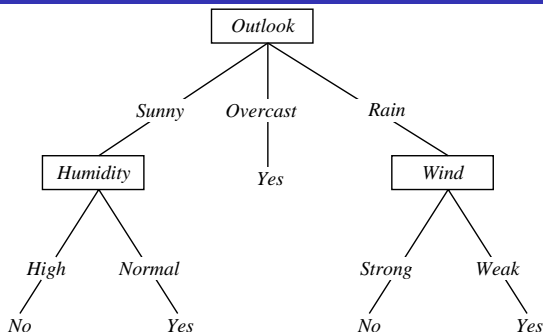 Outlook
Sunny Overcast Rain
Humidity Yes Wind
High Normal Strong Weak
No Yes No Yes